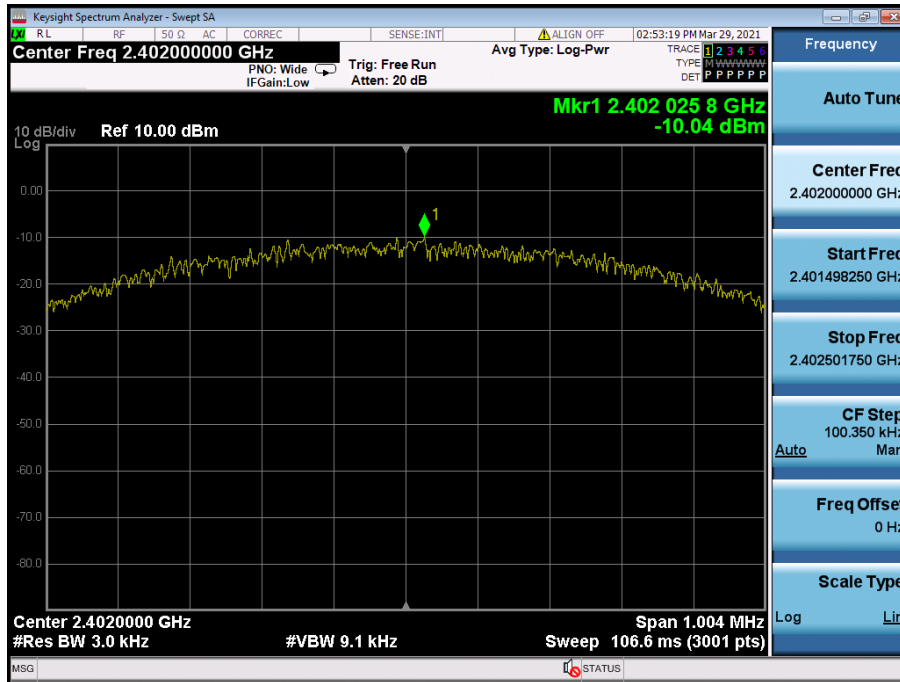 Keysight Spectrum Analyzer - Swept SA
LXI RL RF 50 Ω AC CORREC SENSE:INT ALIGN OFF 02:53:19 PM Mar 29, 2021
Center Freq 2.402000000 GHz
PNO: Wide
IFGain:Low
Trig: Free Run
Atten: 20 dB
Avg Type: Log-Pwr
TRACE 1 2 3 4 5 6
TYPE M WWWWW
DET P P P P P P
Mkr1 2.402 025 8 GHz
-10.04 dBm
10 dB/div Ref 10.00 dBm
Log
0.00
-10.0
-20.0
-30.0
-40.0
-50.0
-60.0
-70.0
-80.0
1
Center 2.4020000 GHz Span 1.004 MHz
#Res BW 3.0 kHz #VBW 9.1 kHz Sweep 106.6 ms (3001 pts)
MSG STATUS
Frequency
Auto Tune
Center Freq
2.402000000 GHz
Start Freq
2.401498250 GHz
Stop Freq
2.402501750 GHz
CF Step
100.350 kHz
Auto Man
Freq Offset
0 Hz
Scale Type
Log Lin